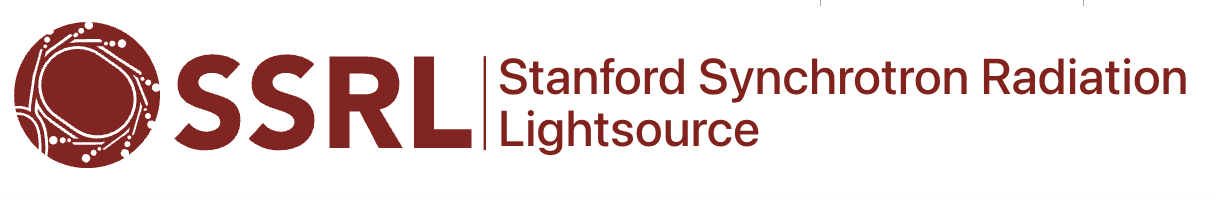 SSRL
Stanford Synchrotron Radiation
Lightsource